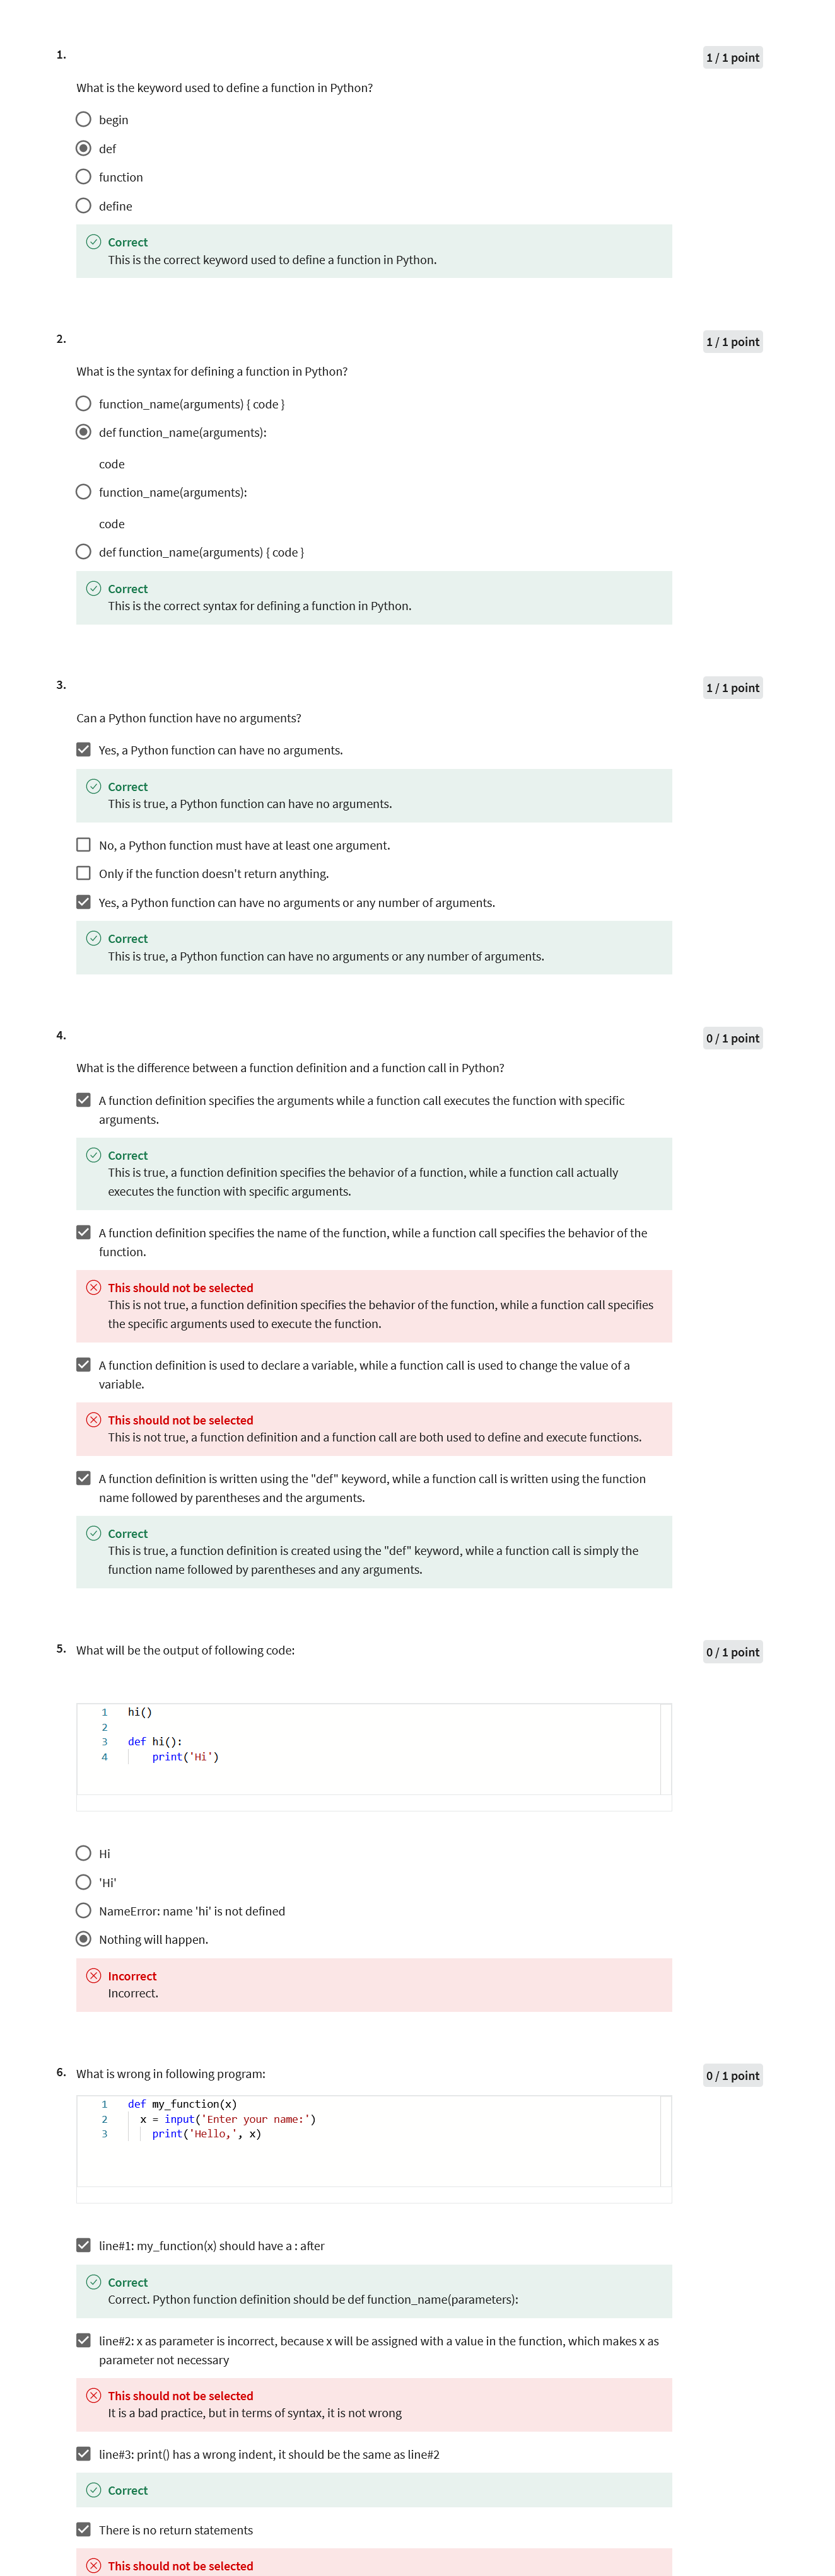 1.
1 / 1 point
What is the keyword used to define a function in Python?
begin
def
function
define
Correct
This is the correct keyword used to define a function in Python.
2.
1 / 1 point
What is the syntax for defining a function in Python?
function_name(arguments) { code }
def function_name(arguments):
code
function_name(arguments):
code
def function_name(arguments) { code }
Correct
This is the correct syntax for defining a function in Python.
3.
1 / 1 point
Can a Python function have no arguments?
Yes, a Python function can have no arguments.
Correct
This is true, a Python function can have no arguments.
No, a Python function must have at least one argument.
Only if the function doesn't return anything.
Yes, a Python function can have no arguments or any number of arguments.
Correct
This is true, a Python function can have no arguments or any number of arguments.
4.
0 / 1 point
What is the difference between a function definition and a function call in Python?
A function definition specifies the arguments while a function call executes the function with specific
arguments.
Correct
This is true, a function definition specifies the behavior of a function, while a function call actually
executes the function with specific arguments.
A function definition specifies the name of the function, while a function call specifies the behavior of the
function.
This should not be selected
This is not true, a function definition specifies the behavior of the function, while a function call specifies
the specific arguments used to execute the function.
A function definition is used to declare a variable, while a function call is used to change the value of a
variable.
This should not be selected
This is not true, a function definition and a function call are both used to define and execute functions.
A function definition is written using the "def" keyword, while a function call is written using the function
name followed by parentheses and the arguments.
Correct
This is true, a function definition is created using the "def" keyword, while a function call is simply the
function name followed by parentheses and any arguments.
5. What will be the output of following code:
0 / 1 point
1 hi()
2
3 def hi():
4 print('Hi')
Hi
'Hi'
NameError: name 'hi' is not defined
Nothing will happen.
Incorrect
Incorrect.
6. What is wrong in following program:
0 / 1 point
1 def my_function(x)
2 x = input('Enter your name:')
3 print('Hello,', x)
line#1: my_function(x) should have a : after
Correct
Correct. Python function definition should be def function_name(parameters):
line#2: x as parameter is incorrect, because x will be assigned with a value in the function, which makes x as
parameter not necessary
This should not be selected
It is a bad practice, but in terms of syntax, it is not wrong
line#3: print() has a wrong indent, it should be the same as line#2
Correct
There is no return statements
This should not be selected